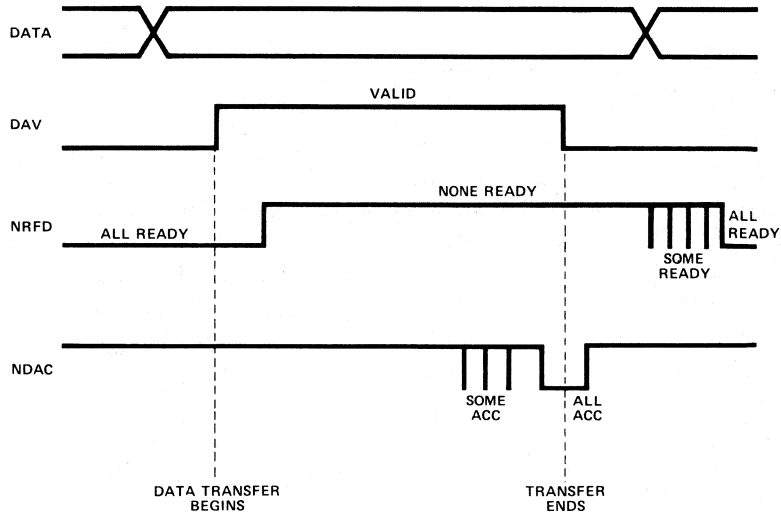 DATA
VALID
DAV
NONE READY
NRFD
ALL READY
ALL
READY
SOME
READY
NDAC
SOME
ACC
ALL
ACC
DATA TRANSFER
BEGINS
TRANSFER
ENDS